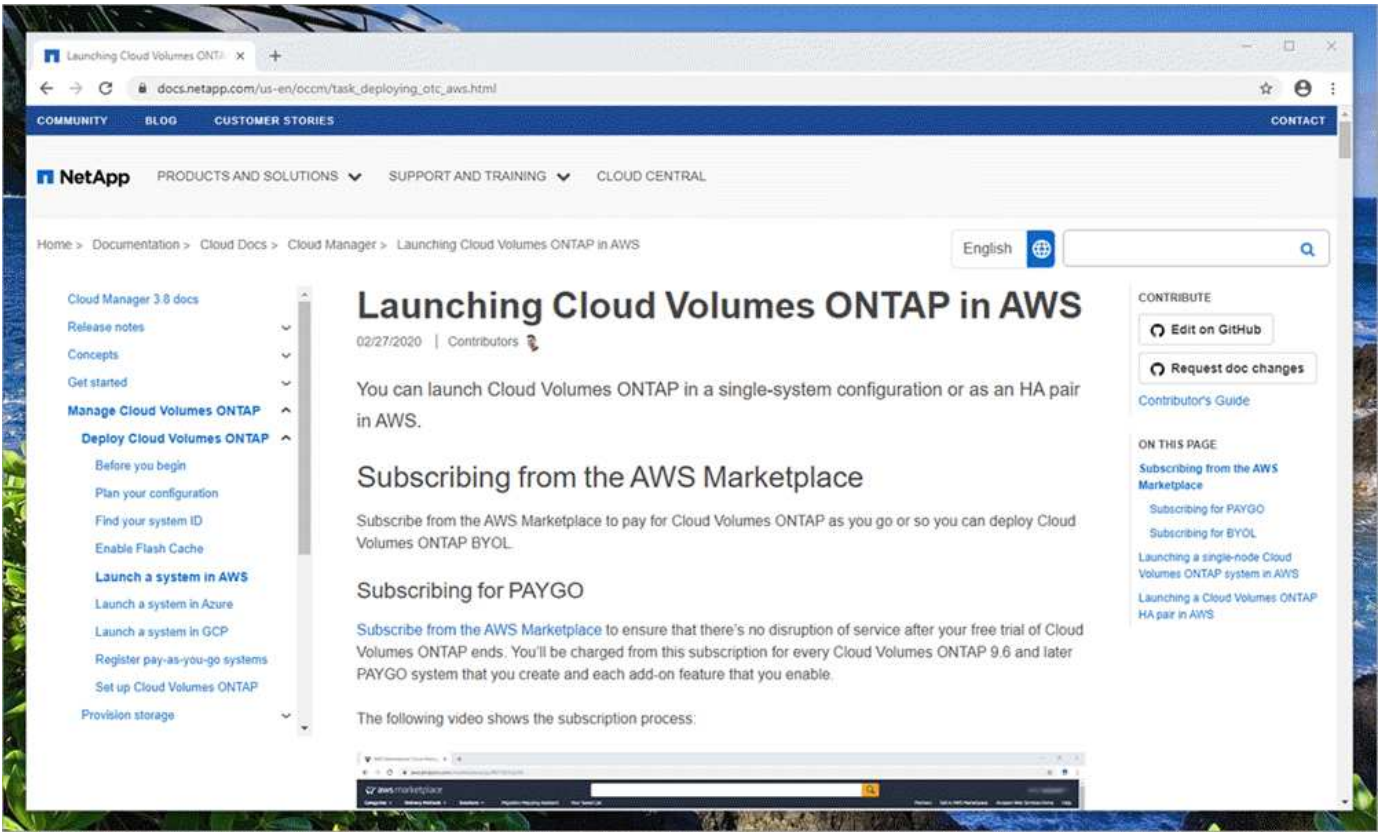 Launching Cloud Volumes ONTA
docs.netapp.com/us-en/occm/task_deploying_otc_aws.html
COMMUNITY BLOG CUSTOMER STORIES CONTACT
NetApp PRODUCTS AND SOLUTIONS SUPPORT AND TRAINING CLOUD CENTRAL
Home > Documentation > Cloud Docs > Cloud Manager > Launching Cloud Volumes ONTAP in AWS
English
Cloud Manager 3.8 docs
Release notes
Concepts
Get started
Manage Cloud Volumes ONTAP
Deploy Cloud Volumes ONTAP
Before you begin
Plan your configuration
Find your system ID
Enable Flash Cache
Launch a system in AWS
Launch a system in Azure
Launch a system in GCP
Register pay-as-you-go systems
Set up Cloud Volumes ONTAP
Provision storage
Launching Cloud Volumes ONTAP in AWS
02/27/2020 | Contributors
You can launch Cloud Volumes ONTAP in a single-system configuration or as an HA pair
in AWS.
Subscribing from the AWS Marketplace
Subscribe from the AWS Marketplace to pay for Cloud Volumes ONTAP as you go or so you can deploy Cloud
Volumes ONTAP BYOL.
Subscribing for PAYGO
Subscribe from the AWS Marketplace to ensure that there's no disruption of service after your free trial of Cloud
Volumes ONTAP ends. You'll be charged from this subscription for every Cloud Volumes ONTAP 9.6 and later
PAYGO system that you create and each add-on feature that you enable.
The following video shows the subscription process:
aws marketplace
CONTRIBUTE
Edit on GitHub
Request doc changes
Contributor's Guide
ON THIS PAGE
Subscribing from the AWS
Marketplace
Subscribing for PAYGO
Subscribing for BYOL
Launching a single-node Cloud
Volumes ONTAP system in AWS
Launching a Cloud Volumes ONTAP
HA pair in AWS